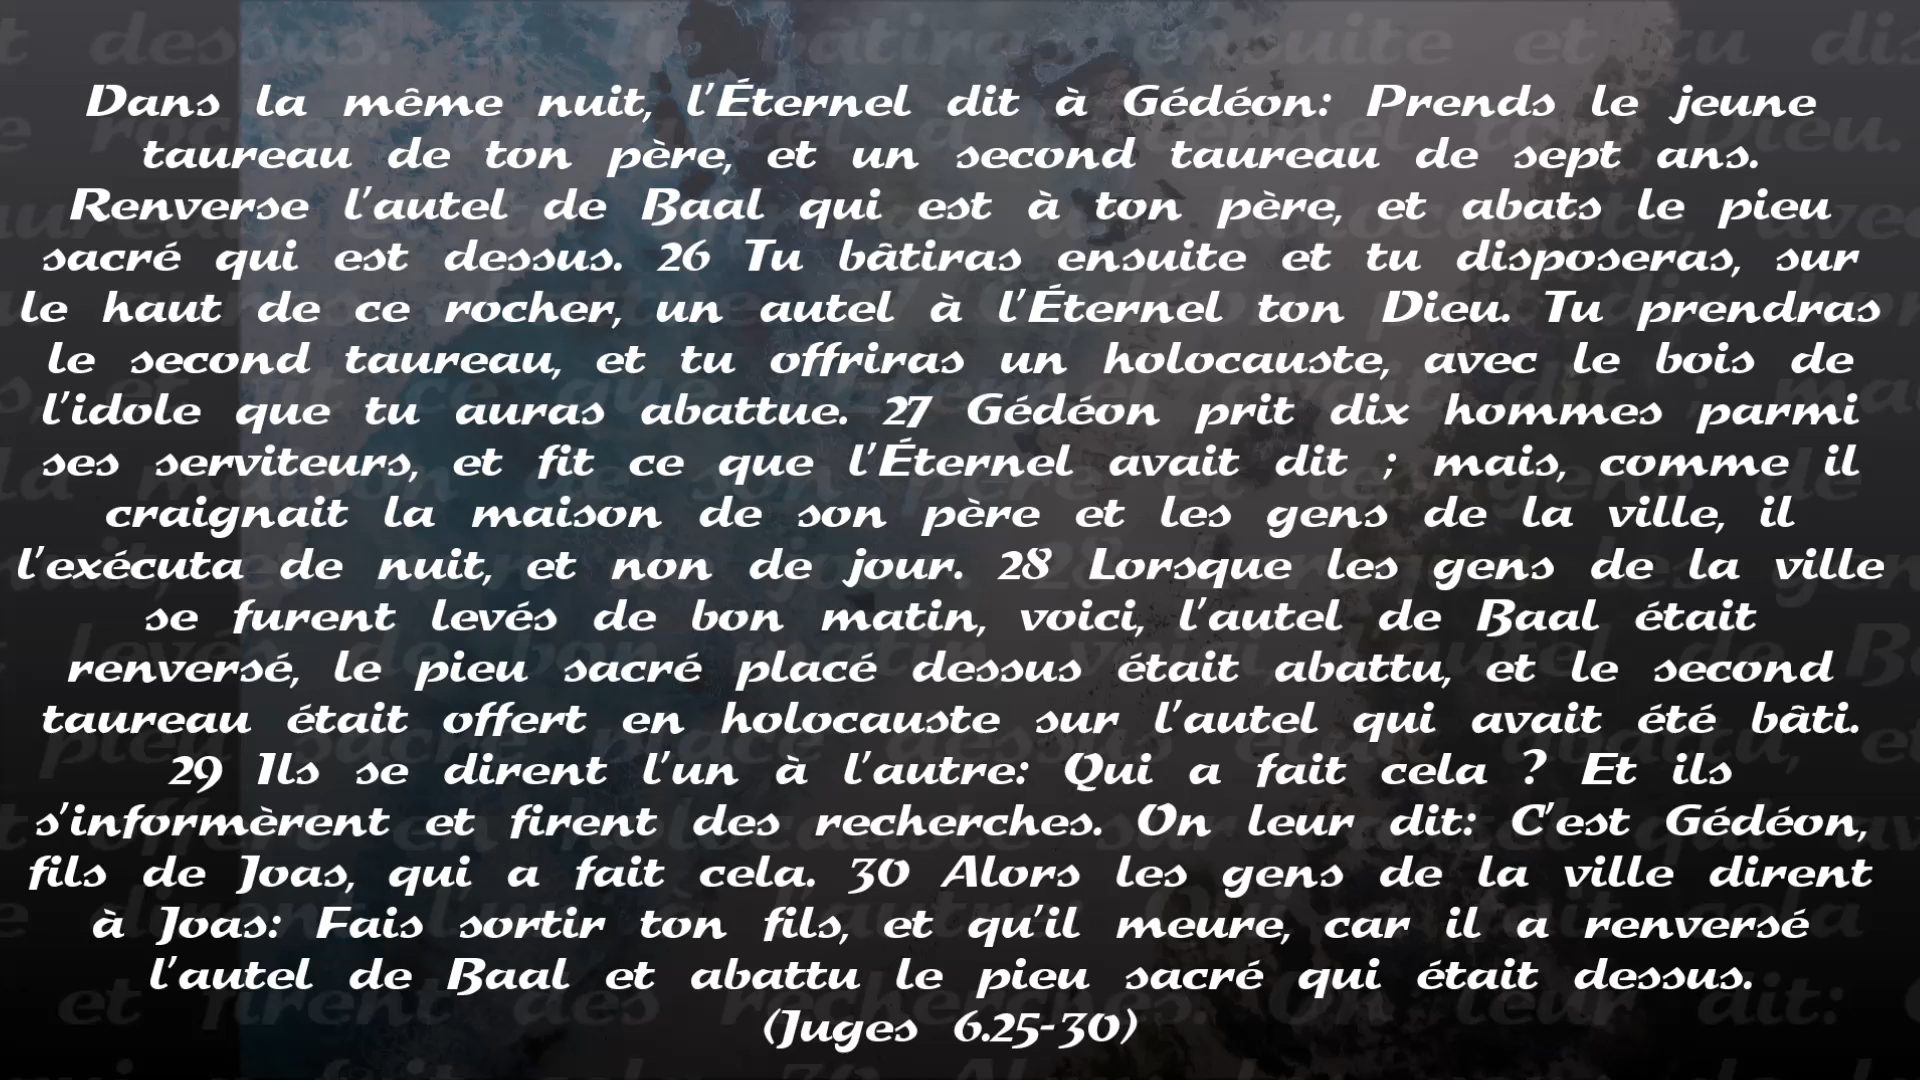 Dans la même nuit, l'Éternel dit à Gédéon: Prends le jeune
taureau de ton père, et un second taureau de sept ans.
Renverse l'autel de Baal qui est à ton père, et abats le pieu
sacré qui est dessus. 26 Tu bâtiras ensuite et tu disposeras, sur
le haut de ce rocher, un autel à l'Éternel ton Dieu. Tu prendras
le second taureau, et tu offriras un holocauste, avec le bois de
l'idole que tu auras abattue. 27 Gédéon prit dix hommes parmi
ses serviteurs, et fit ce que l'Éternel avait dit ; mais, comme il
craignait la maison de son père et les gens de la ville, il
l'exécuta de nuit, et non de jour. 28 Lorsque les gens de la ville
se furent levés de bon matin, voici, l'autel de Baal était
renversé, le pieu sacré placé dessus était abattu, et le second
taureau était offert en holocauste sur l'autel qui avait été bâti.
29 Ils se dirent l'un à l'autre: Qui a fait cela ? Et ils
s'informèrent et firent des recherches. On leur dit: C'est Gédéon,
fils de Joas, qui a fait cela. 30 Alors les gens de la ville dirent
à Joas: Fais sortir ton fils, et qu'il meure, car il a renversé
l'autel de Baal et abattu le pieu sacré qui était dessus.
(Juges 6.25-30)